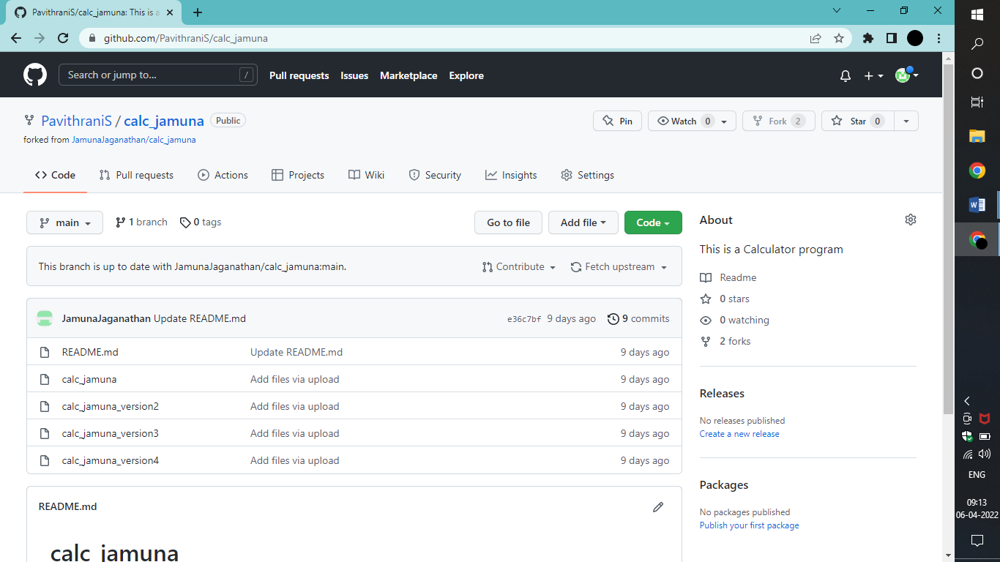 PavithraniS/calc_jamuna: This is a
github.com/PavithraniS/calc_jamuna
Search or jump to... /
Pull requests Issues Marketplace Explore
PavithraniS / calc_jamuna Public
Pin Watch 0 Fork 2 Star 0
forked from JamunaJaganathan/calc_jamuna
Code Pull requests Actions Projects Wiki Security Insights Settings
main 1 branch 0 tags Go to file Add file Code
This branch is up to date with JamunaJaganathan/calc_jamuna:main. Contribute Fetch upstream
JamunaJaganathan Update README.md e36c7bf 9 days ago 9 commits
README.md Update README.md 9 days ago
calc_jamuna Add files via upload 9 days ago
calc_jamuna_version2 Add files via upload 9 days ago
calc_jamuna_version3 Add files via upload 9 days ago
calc_jamuna_version4 Add files via upload 9 days ago
README.md
calc_jamuna
About
This is a Calculator program
Readme
0 stars
0 watching
2 forks
Releases
No releases published
Create a new release
Packages
No packages published
Publish your first package
ENG
09:13
06-04-2022